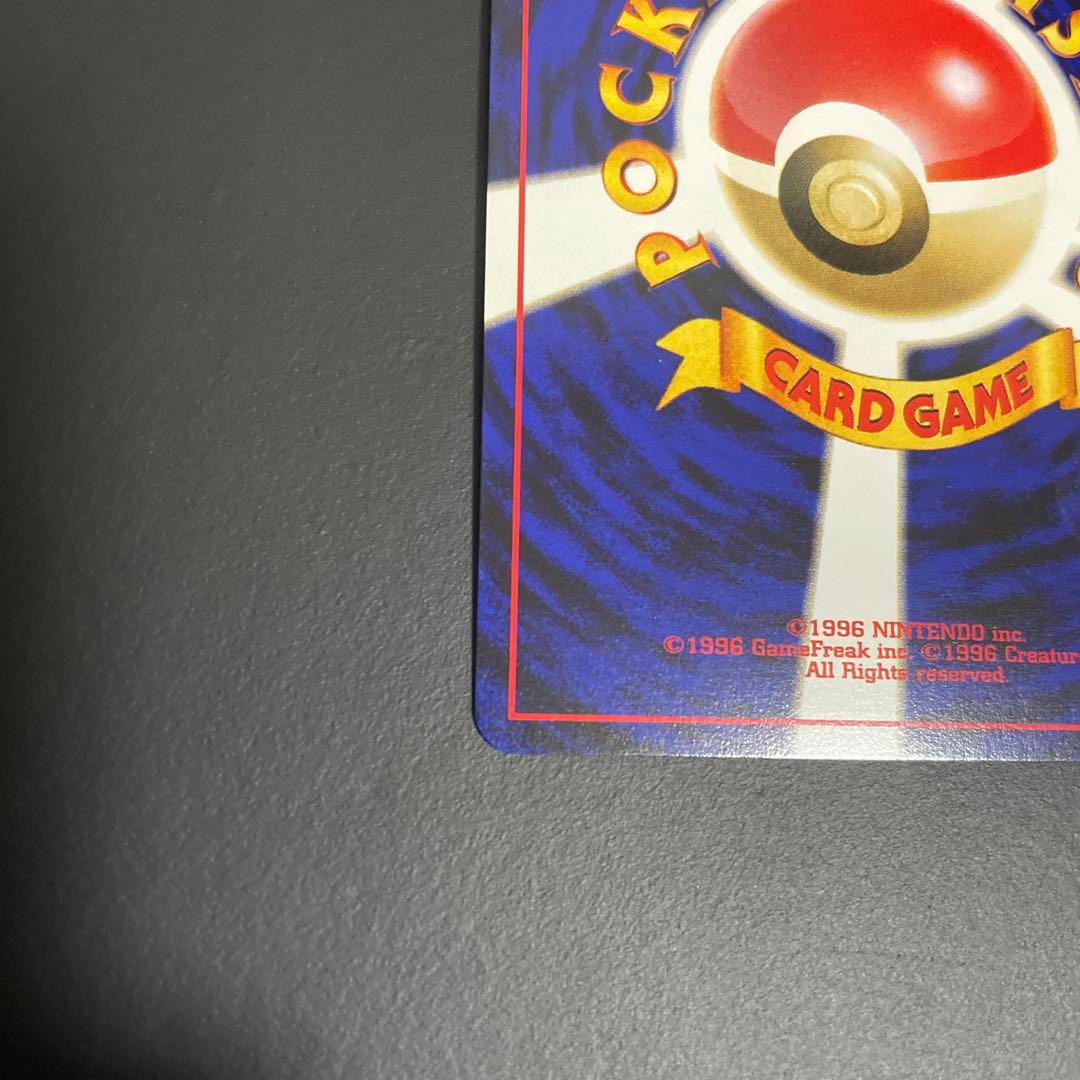 POCK
CARD GAME
©1996 NINTENDO inc.
©1996 GameFreak inc. ©1996 Creatur
All Rights reserved.